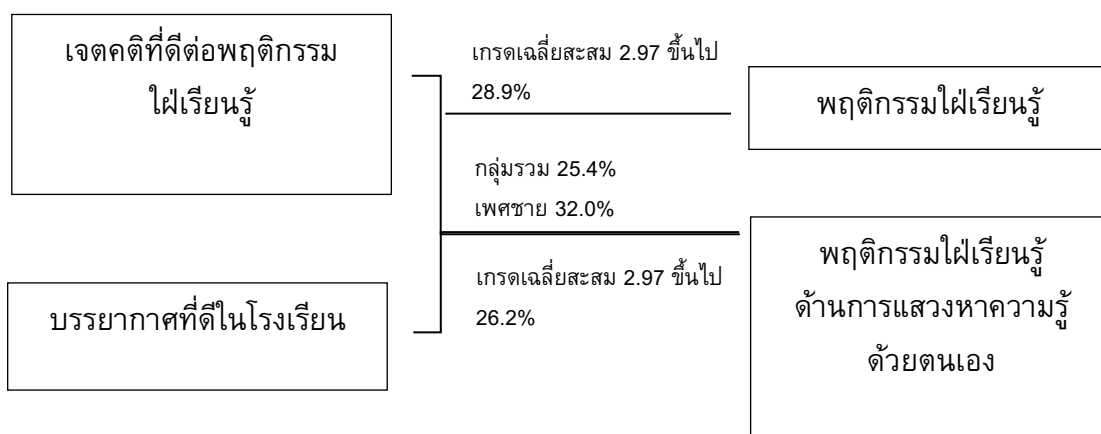 เจตคติที่ดีต่อพฤติกรรม
ใฝ่เรียนรู้
บรรยากาศที่ดีในโรงเรียน
เกรดเฉลี่ยสะสม 2.97 ขึ้นไป
28.9%
กลุ่มรวม 25.4%
เพศชาย 32.0%
เกรดเฉลี่ยสะสม 2.97 ขึ้นไป
26.2%
พฤติกรรมใฝ่เรียนรู้
พฤติกรรมใฝ่เรียนรู้
ด้านการแสวงหาความรู้
ด้วยตนเอง